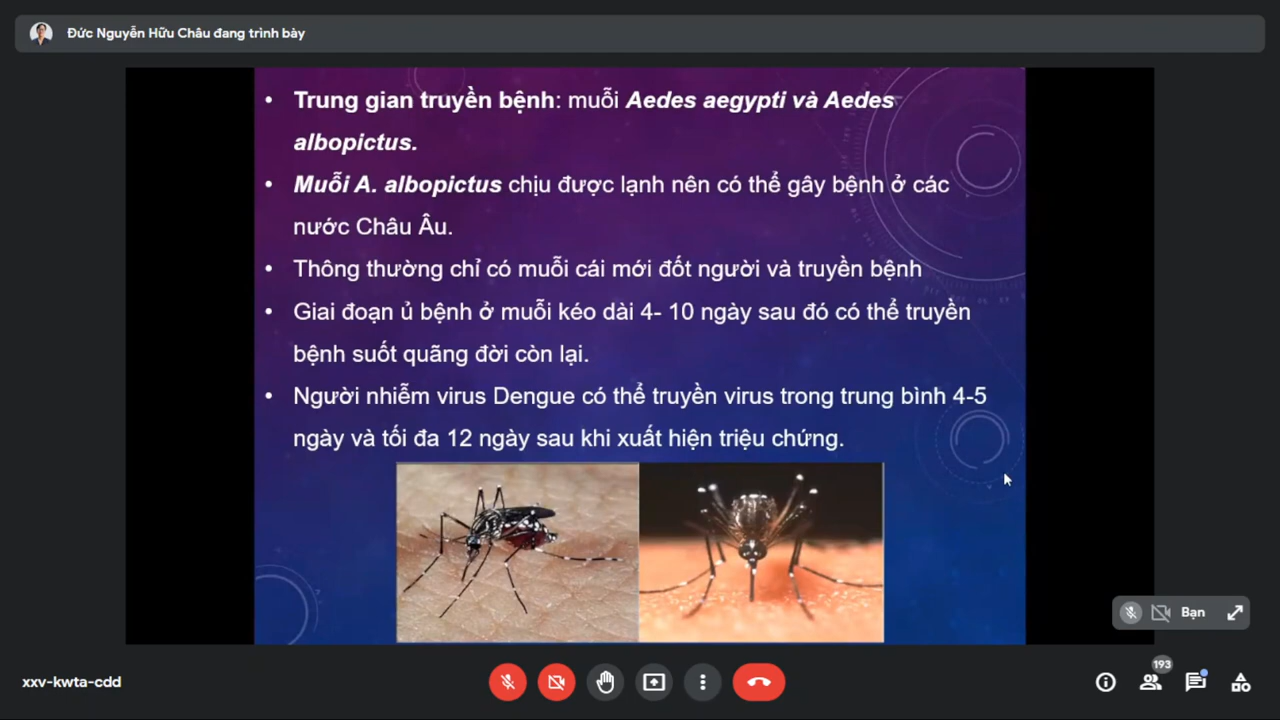 Đức Nguyễn Hữu Châu đang trình bày
• Trung gian truyền bệnh: muỗi Aedes aegypti và Aedes
albopictus.
• Muỗi A. albopictus chịu được lạnh nên có thể gây bệnh ở các
nước Châu Âu.
• Thông thường chỉ có muỗi cái mới đốt người và truyền bệnh
• Giai đoạn ủ bệnh ở muỗi kéo dài 4- 10 ngày sau đó có thể truyền
bệnh suốt quãng đời còn lại.
• Người nhiễm virus Dengue có thể truyền virus trong trung bình 4-5
ngày và tối đa 12 ngày sau khi xuất hiện triệu chứng.
Bạn
xxv-kwta-cdd
193